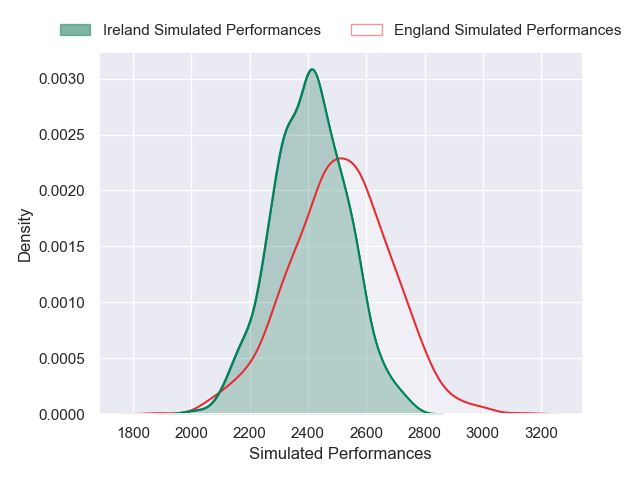 Ireland Simulated Performances England Simulated Performances
0.0030
0.0025
0.0020
0.0015
0.0010
0.0005
0.0000
Density
1800 2000 2200 2400 2600 2800 3000 3200
Simulated Performances